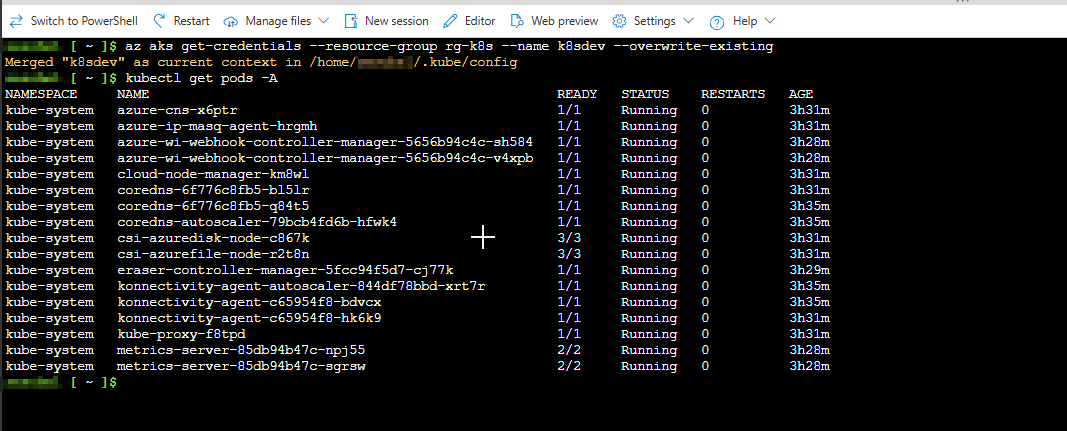 Switch to PowerShell Restart Manage files New session Editor Web preview Settings Help
[ ~ ]$ az aks get-credentials --resource-group rg-k8s --name k8sdev --overwrite-existing
Merged "k8sdev" as current context in /home/ /.kube/config
[ ~ ]$ kubectl get pods -A
NAMESPACE NAME READY STATUS RESTARTS AGE
kube-system azure-cns-x6ptr 1/1 Running 0 3h31m
kube-system azure-ip-masq-agent-hrgmh 1/1 Running 0 3h31m
kube-system azure-wi-webhook-controller-manager-5656b94c4c-sh584 1/1 Running 0 3h28m
kube-system azure-wi-webhook-controller-manager-5656b94c4c-v4xpb 1/1 Running 0 3h28m
kube-system cloud-node-manager-km8wl 1/1 Running 0 3h31m
kube-system coredns-6f776c8fb5-bl5lr 1/1 Running 0 3h31m
kube-system coredns-6f776c8fb5-q84t5 1/1 Running 0 3h35m
kube-system coredns-autoscaler-79bcb4fd6b-hfwk4 1/1 Running 0 3h35m
kube-system csi-azuredisk-node-c867k 3/3 Running 0 3h31m
kube-system csi-azurefile-node-r2t8n 3/3 Running 0 3h31m
kube-system eraser-controller-manager-5fcc94f5d7-cj77k 1/1 Running 0 3h29m
kube-system konnectivity-agent-autoscaler-844df78bbd-xrt7r 1/1 Running 0 3h35m
kube-system konnectivity-agent-c65954f8-bdvcx 1/1 Running 0 3h35m
kube-system konnectivity-agent-c65954f8-hk6k9 1/1 Running 0 3h31m
kube-system kube-proxy-f8tpd 1/1 Running 0 3h31m
kube-system metrics-server-85db94b47c-npj55 2/2 Running 0 3h28m
kube-system metrics-server-85db94b47c-sgrsw 2/2 Running 0 3h28m
[ ~ ]$